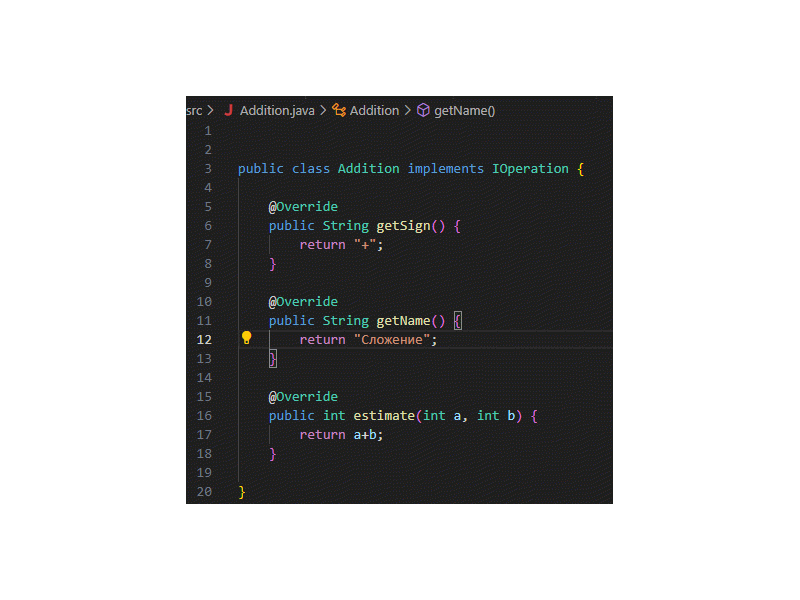 src > Addition.java > Addition > getName()
1
2
3 public class Addition implements IOperation {
4
5 @Override
6 public String getSign() {
7 return "+";
8 }
9
10 @Override
11 public String getName() {
12 return "Сложение";
13 }
14
15 @Override
16 public int estimate(int a, int b) {
17 return a+b;
18 }
19
20 }